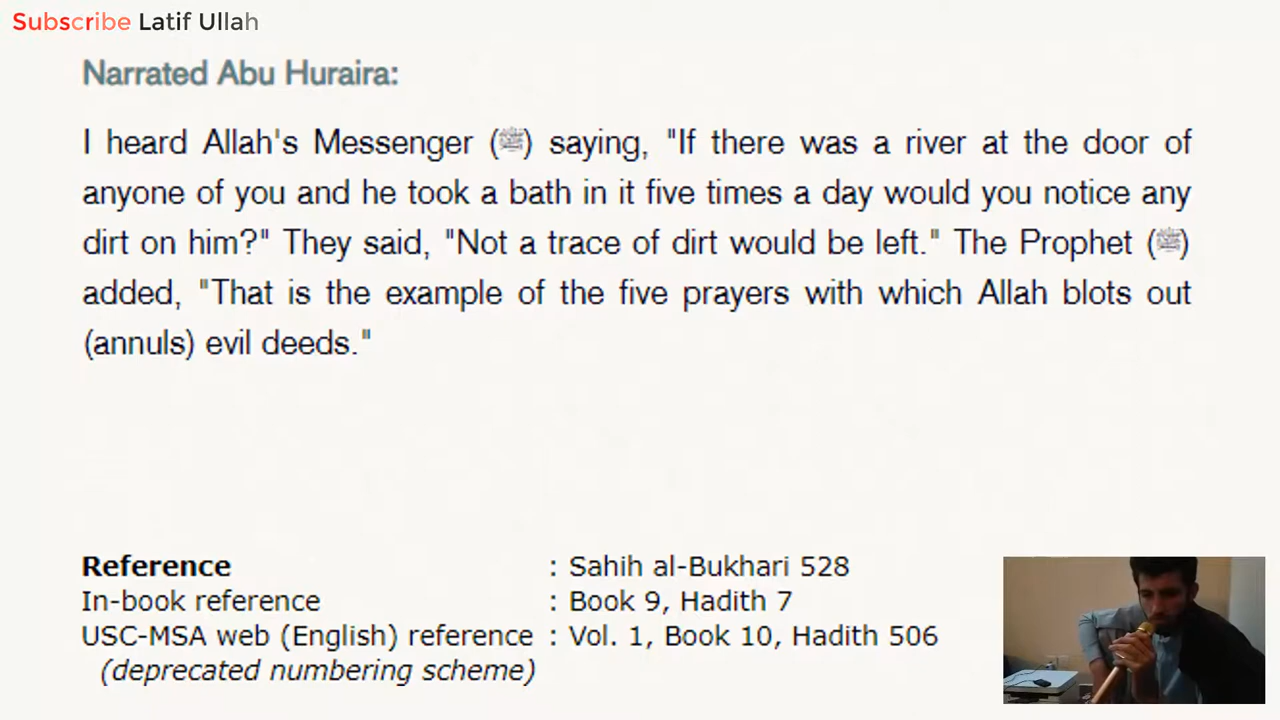 Subscribe Latif Ullah
Narrated Abu Huraira:
I heard Allah's Messenger (ﷺ) saying, "If there was a river at the door of
anyone of you and he took a bath in it five times a day would you notice any
dirt on him?" They said, "Not a trace of dirt would be left." The Prophet (ﷺ)
added, "That is the example of the five prayers with which Allah blots out
(annuls) evil deeds."
Reference : Sahih al-Bukhari 528
In-book reference : Book 9, Hadith 7
USC-MSA web (English) reference : Vol. 1, Book 10, Hadith 506
(deprecated numbering scheme)